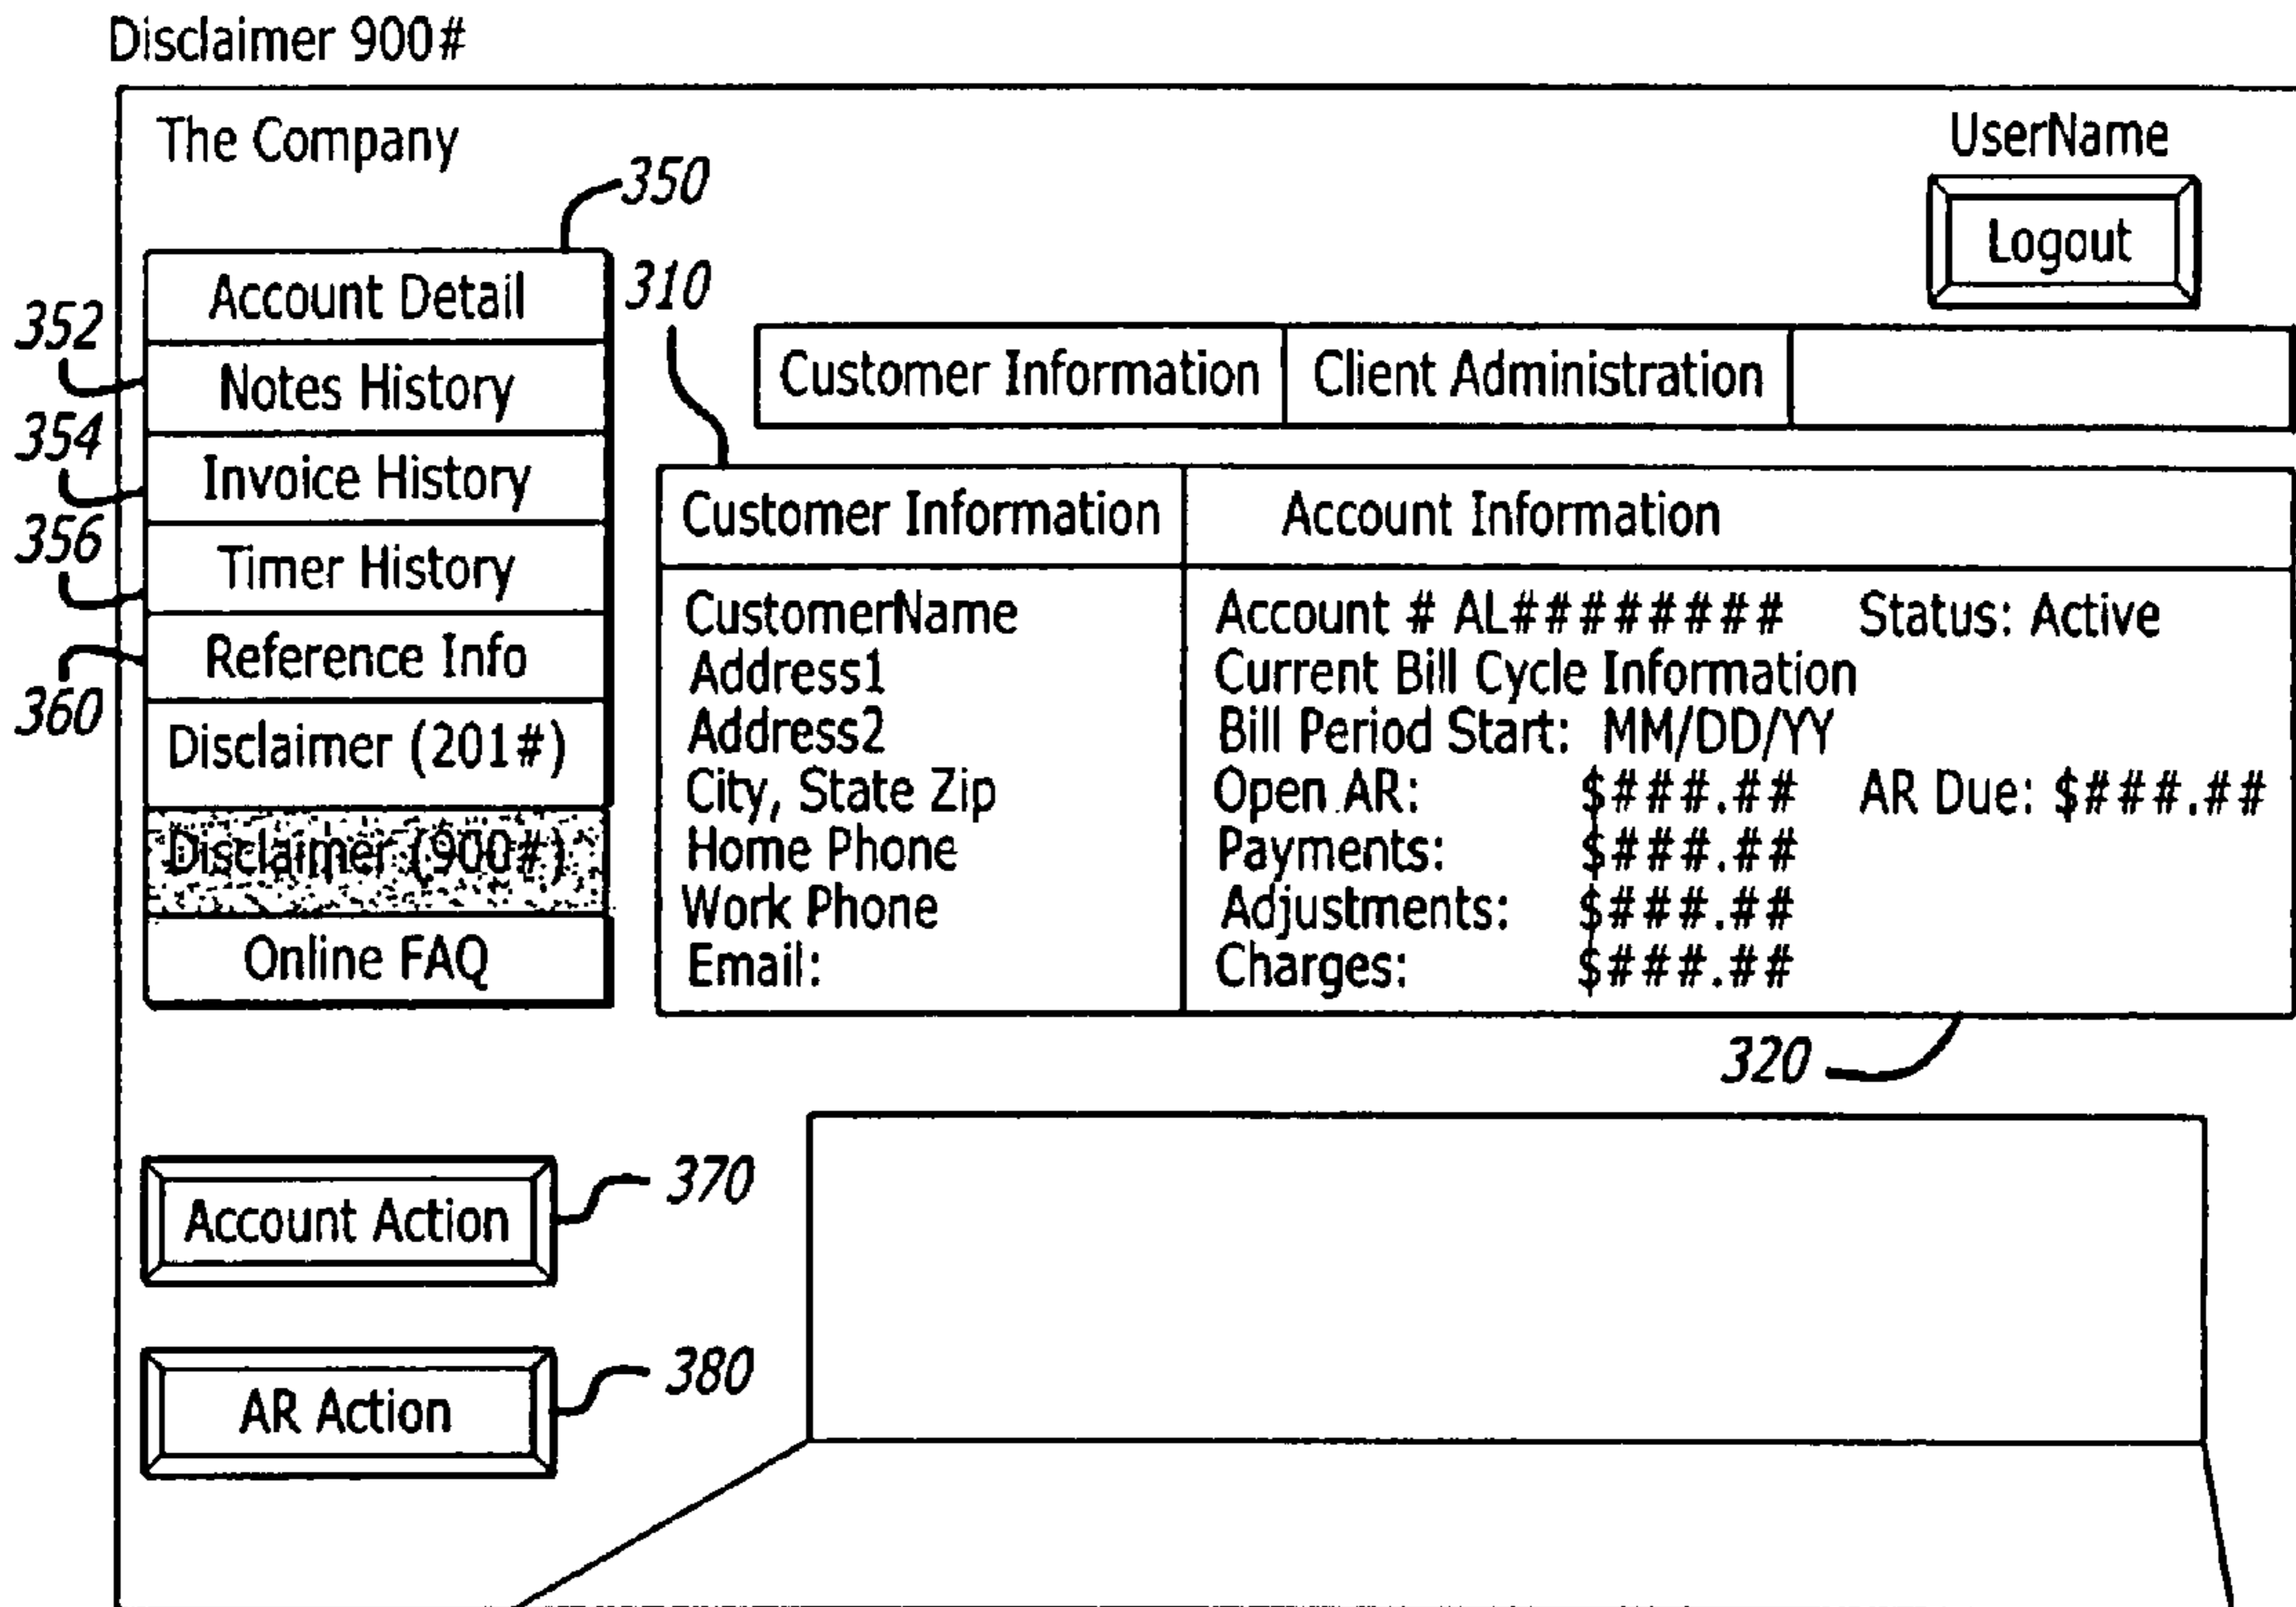 Disclaimer 900#
The Company
UserName
Logout
350
310
352
354
356
360
Account Detail
Notes History
Invoice History
Timer History
Reference Info
Disclaimer (201#)
Disclaimer (900#)
Online FAQ
Customer Information Client Administration
Customer Information Account Information
CustomerName
Address1
Address2
City, State Zip
Home Phone
Work Phone
Email:
Account # AL######## Status: Active
Current Bill Cycle Information
Bill Period Start: MM/DD/YY
Open AR: $###.## AR Due: $###.##
Payments: $###.##
Adjustments: $###.##
Charges: $###.##
320
Account Action
370
AR Action
380